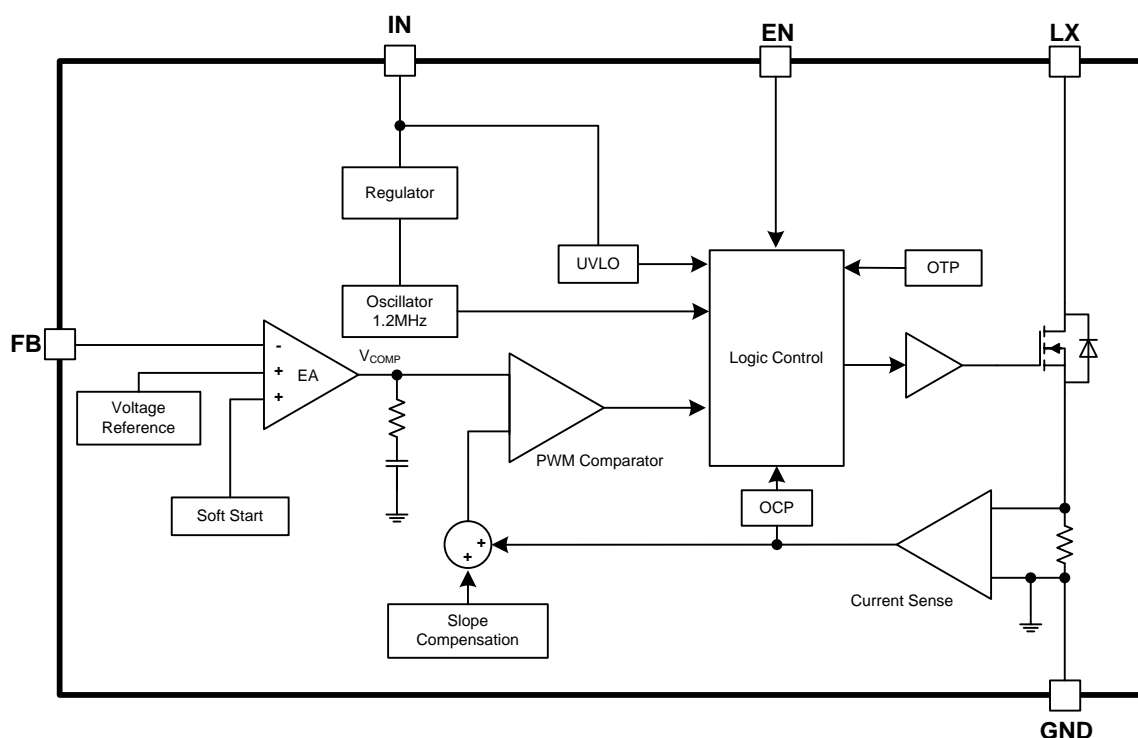 IN
EN
LX
Regulator
UVLO
OTP
Oscillator
1.2MHz
FB
-
+
+
EA
VCOMP
Logic Control
Voltage
Reference
PWM Comparator
Soft Start
OCP
+
+
Current Sense
Slope
Compensation
GND